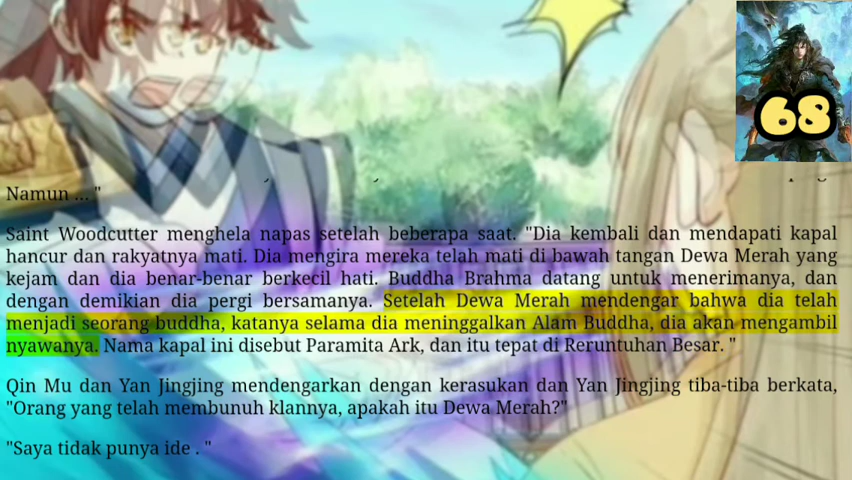 68
Namun ... "
Saint Woodcutter menghela napas setelah beberapa saat. "Dia kembali dan mendapati kapal
hancur dan rakyatnya mati. Dia mengira mereka telah mati di bawah tangan Dewa Merah yang
kejam dan dia benar-benar berkecil hati. Buddha Brahma datang untuk menerimanya, dan
dengan demikian dia pergi bersamanya. Setelah Dewa Merah mendengar bahwa dia telah
menjadi seorang buddha, katanya selama dia meninggalkan Alam Buddha, dia akan mengambil
nyawanya. Nama kapal ini disebut Paramita Ark, dan itu tepat di Reruntuhan Besar. "
Qin Mu dan Yan Jingjing mendengarkan dengan kerasukan dan Yan Jingjing tiba-tiba berkata,
"Orang yang telah membunuh klannya, apakah itu Dewa Merah?"
"Saya tidak punya ide . "